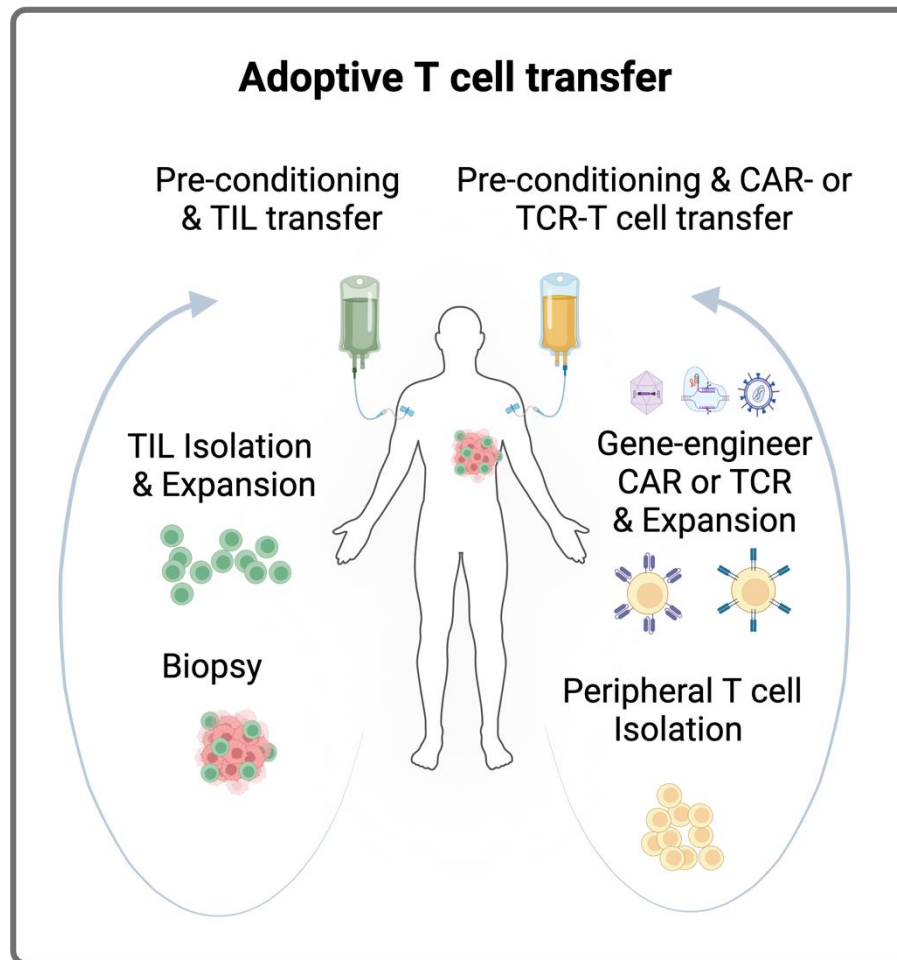 Adoptive T cell transfer
Pre-conditioning
& TIL transfer
Pre-conditioning & CAR- or
TCR-T cell transfer
TIL Isolation
& Expansion
Gene-engineer
CAR or TCR
& Expansion
Biopsy
Peripheral T cell
Isolation